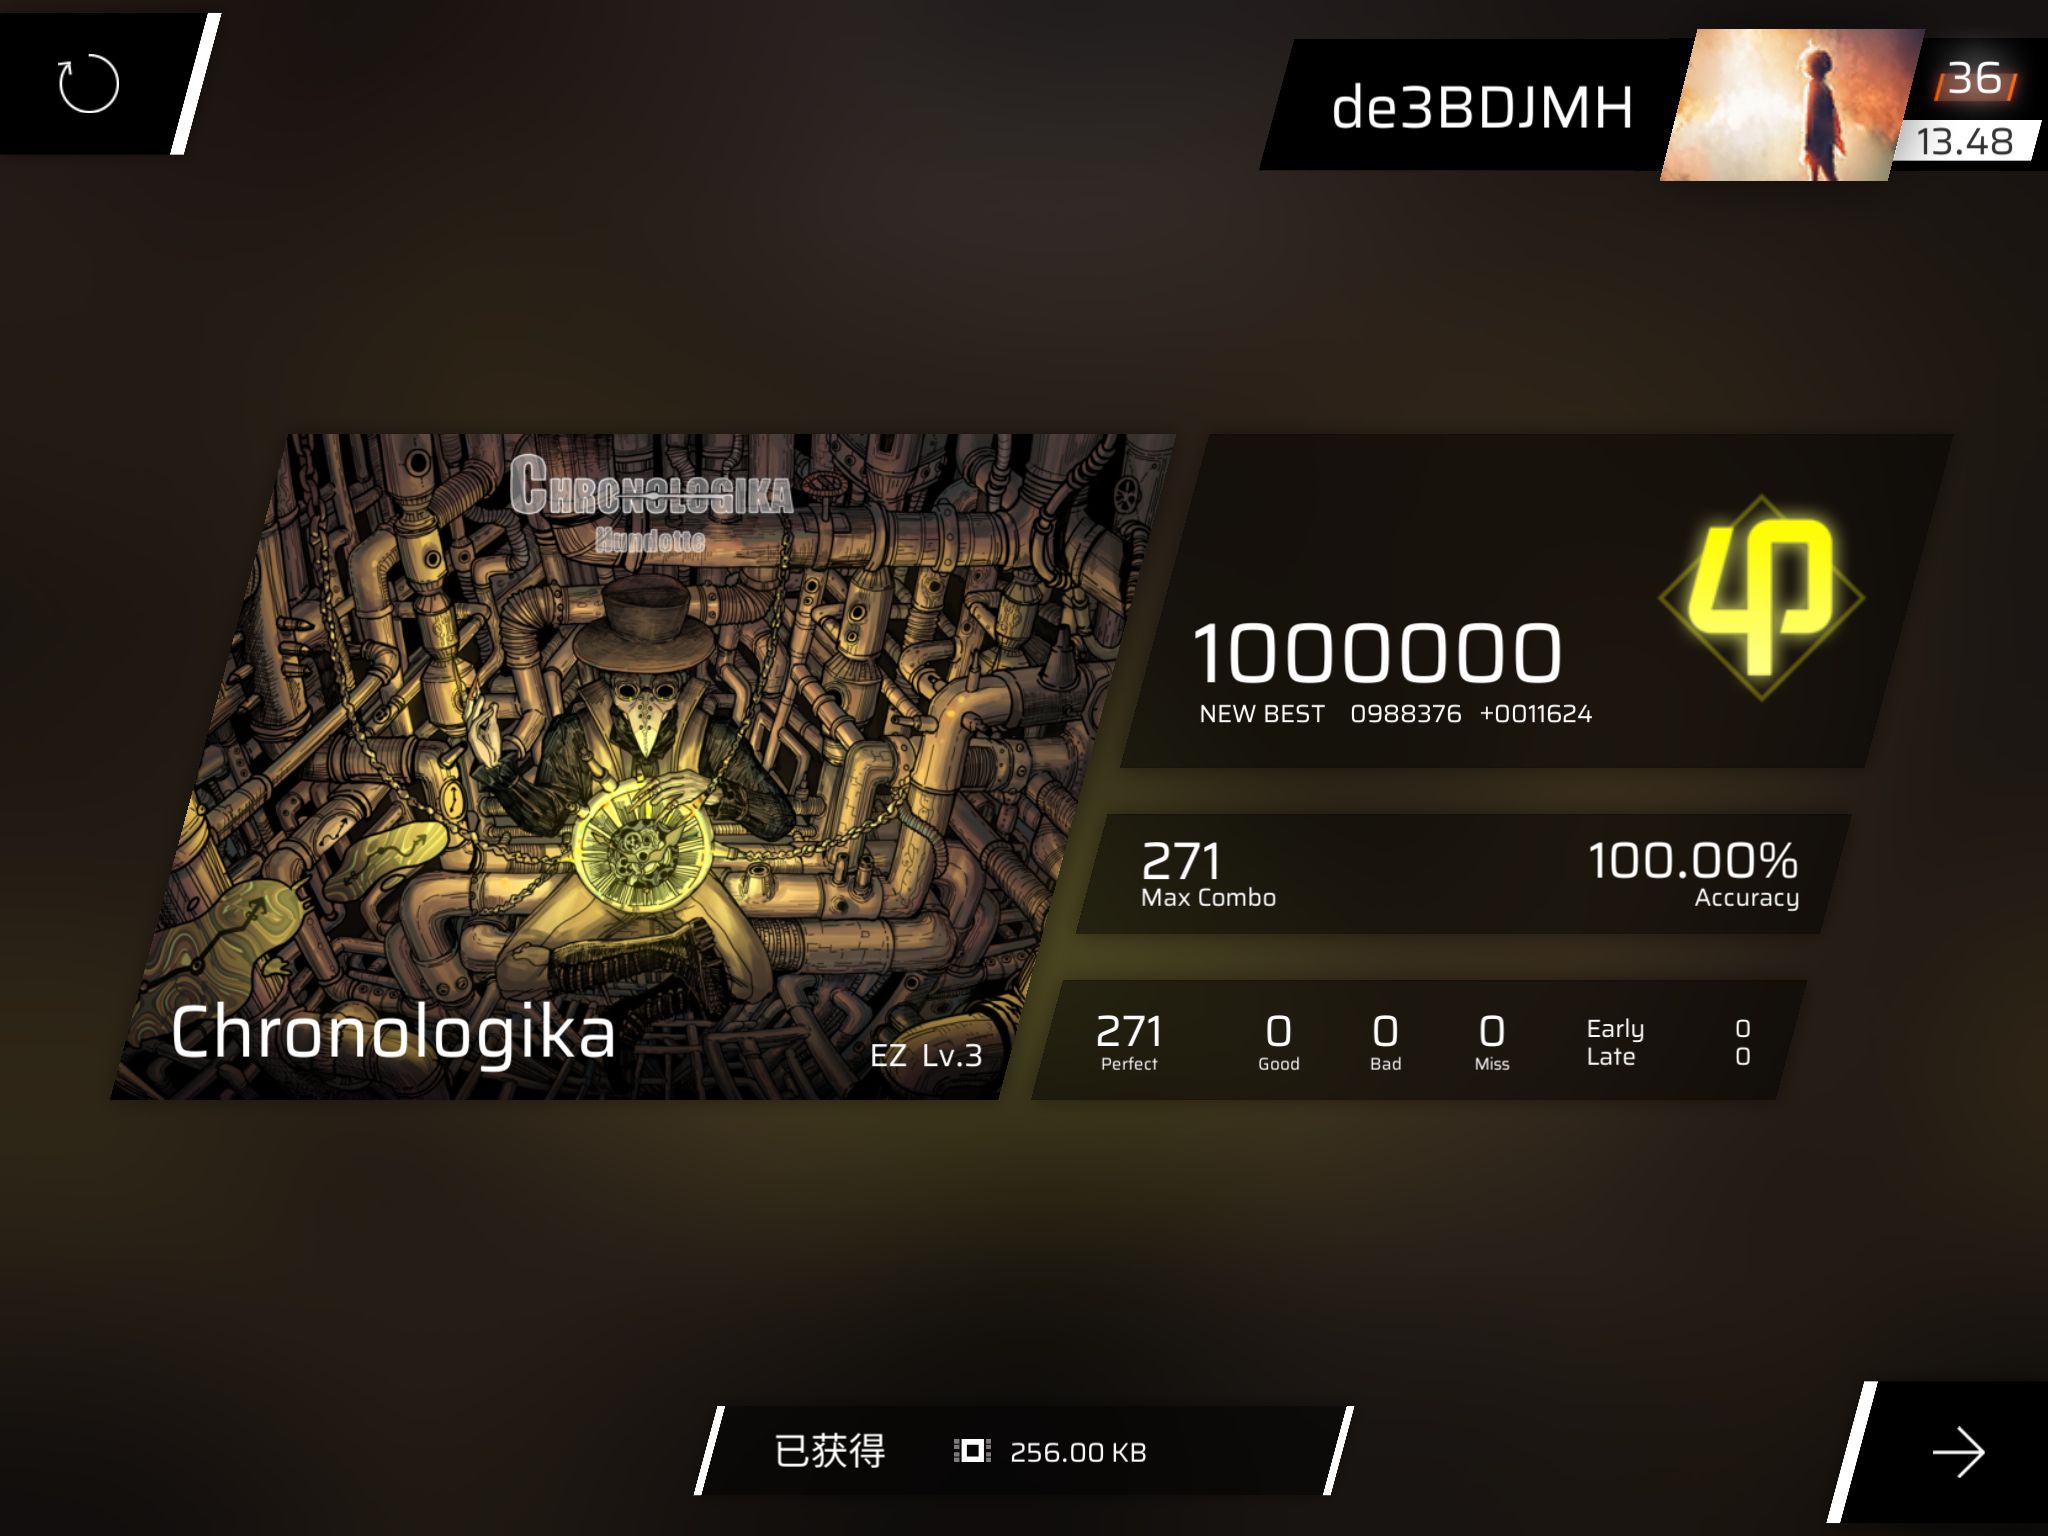 de3BDJMH
36
13.48
CHRONOLOGIKA
Hundotte
1000000
NEW BEST 0988376 +0011624
271
Max Combo
100.00%
Accuracy
Chronologika
EZ Lv.3
271
Perfect
0
Good
0
Bad
0
Miss
Early 0
Late 0
已获得 256.00 KB